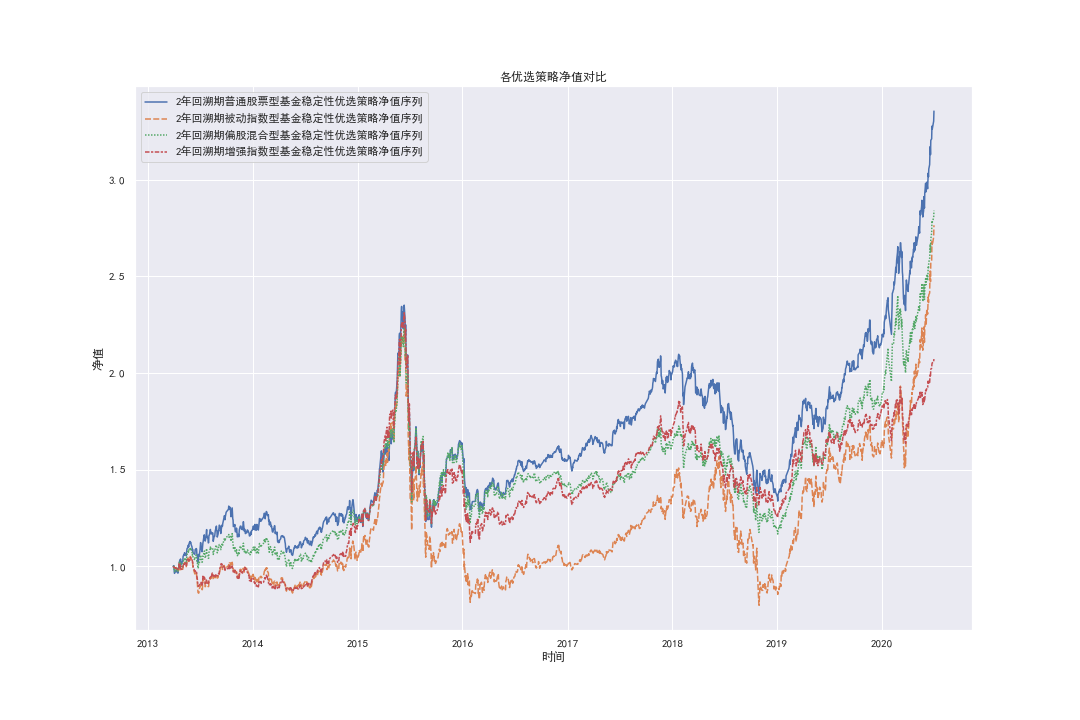 各优选策略净值对比
2年回溯期普通股票型基金稳定性优选策略净值序列
2年回溯期被动指数型基金稳定性优选策略净值序列
2年回溯期偏股混合型基金稳定性优选策略净值序列
2年回溯期增强指数型基金稳定性优选策略净值序列
净值
3.0
2.5
2.0
1.5
1.0
2013 2014 2015 2016 2017 2018 2019 2020
时间